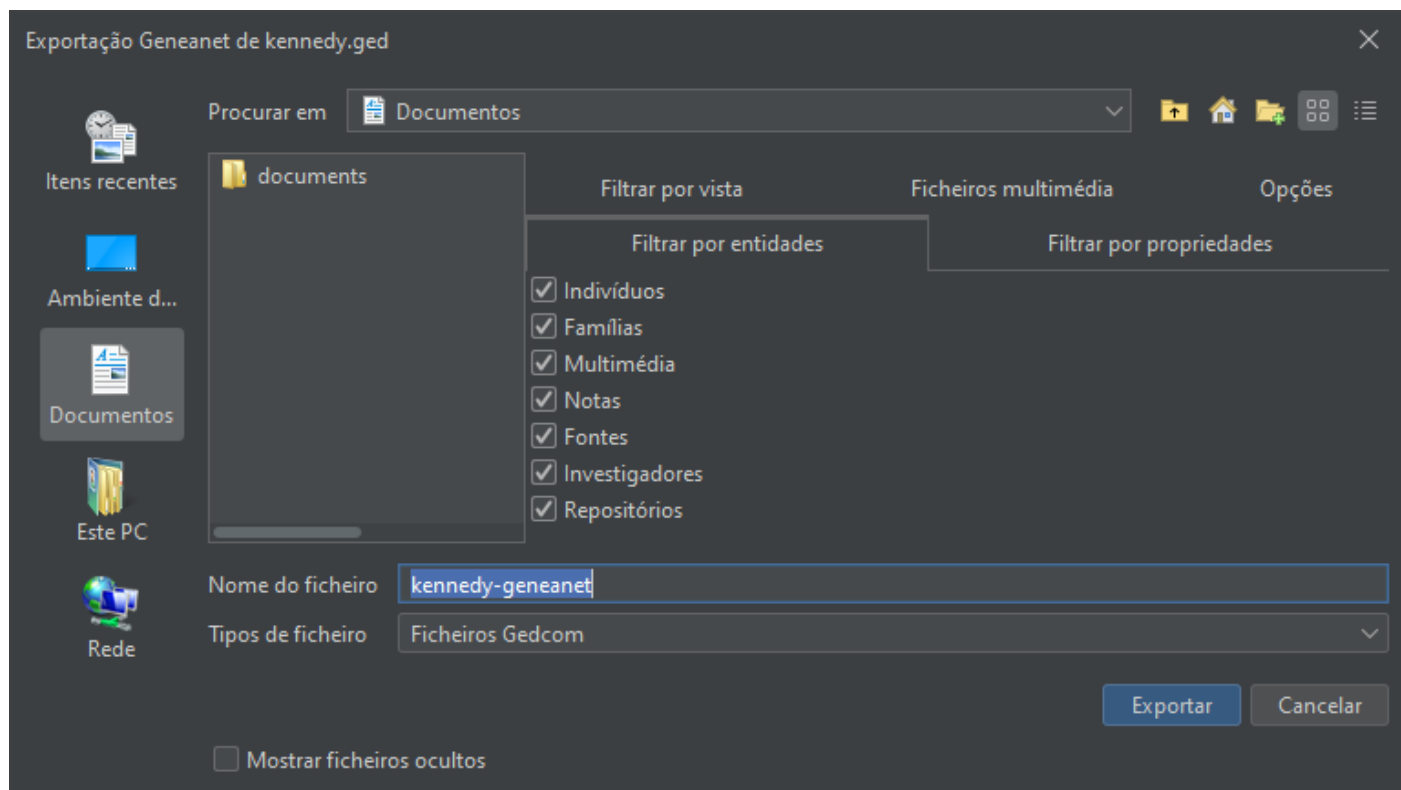 Exportação Geneanet de kennedy.ged
Procurar em
Documentos
Itens recentes
Ambiente d...
Documentos
Este PC
Rede
documents
Filtrar por vista
Ficheiros multimédia
Opções
Filtrar por entidades
Filtrar por propriedades
Indivíduos
Famílias
Multimédia
Notas
Fontes
Investigadores
Repositórios
Nome do ficheiro
kennedy-geneanet
Tipos de ficheiro
Ficheiros Gedcom
Exportar
Cancelar
Mostrar ficheiros ocultos